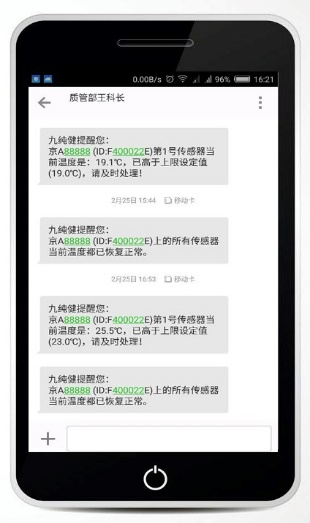 0.00B/s 96% 16:21
质管部王科长
九纯健提醒您：
京A88888 (ID:F400022E)第1号传感器当
前温度是：19.1℃，已高于上限设定值
(19.0℃)，请及时处理！
2月25日 15:44 移动卡
九纯健提醒您：
京A88888 (ID:F400022E)上的所有传感器
当前温度都已恢复正常。
2月25日 16:53 移动卡
九纯健提醒您：
京A88888 (ID:F400022E)第1号传感器当
前温度是：25.5℃，已高于上限设定值
(23.0℃)，请及时处理！
九纯健提醒您：
京A88888 (ID:F400022E)上的所有传感器
当前温度都已恢复正常。